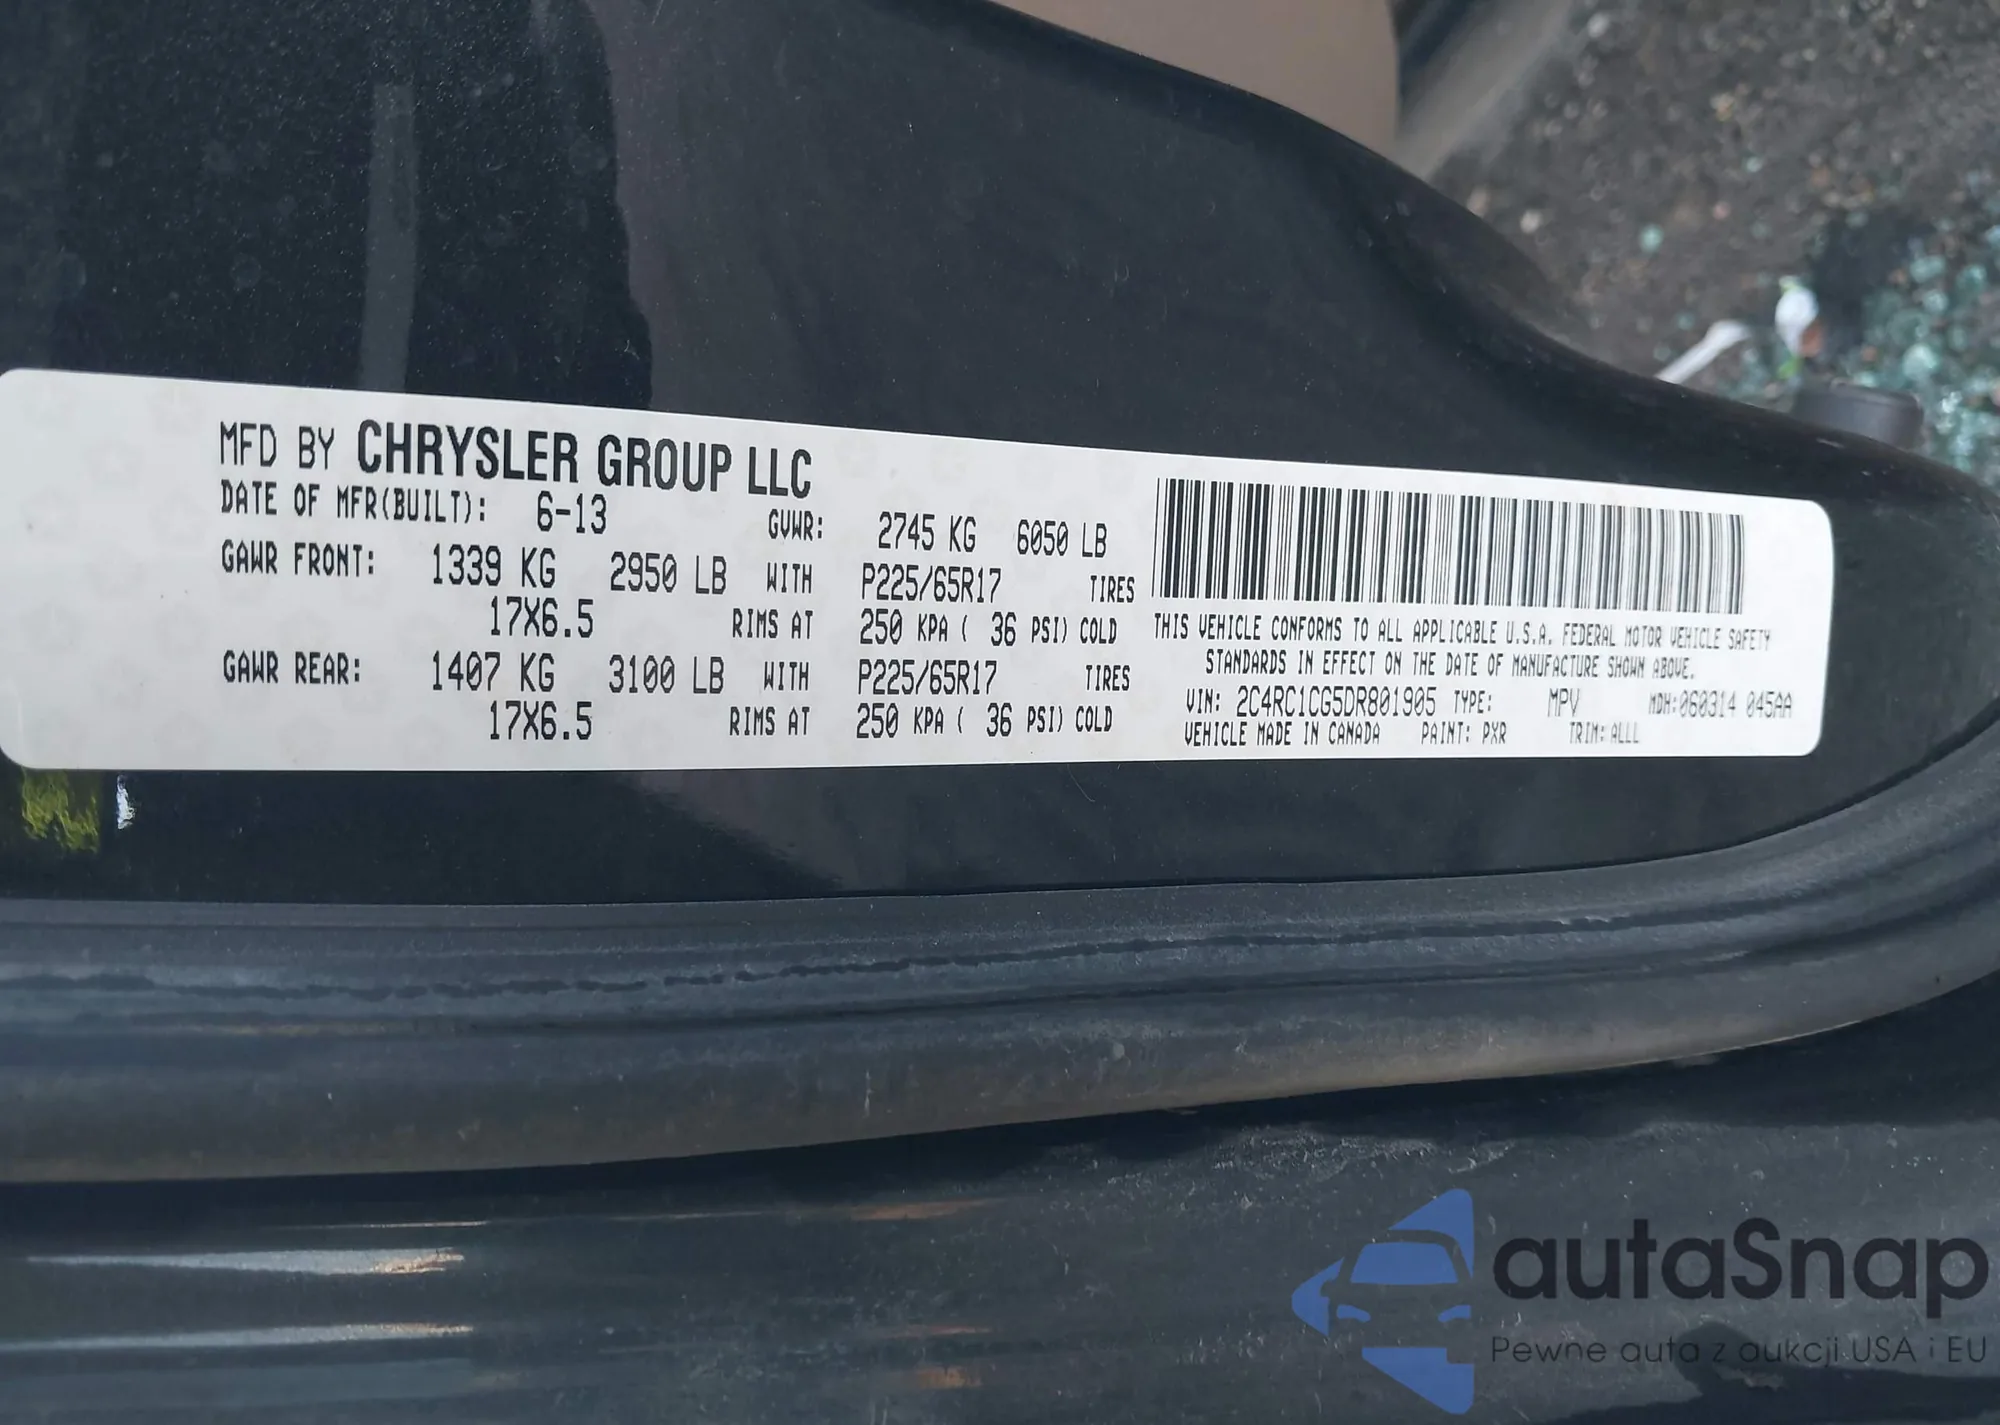 MFD BY CHRYSLER GROUP LLC
DATE OF MFR(BUILT): 6-13 GVWR: 2745 KG 6050 LB
GAWR FRONT: 1339 KG 2950 LB WITH P225/65R17 TIRES
17X6.5 RIMS AT 250 KPA ( 36 PSI) COLD
GAWR REAR: 1407 KG 3100 LB WITH P225/65R17 TIRES
17X6.5 RIMS AT 250 KPA ( 36 PSI) COLD
THIS VEHICLE CONFORMS TO ALL APPLICABLE U.S.A. FEDERAL MOTOR VEHICLE SAFETY
STANDARDS IN EFFECT ON THE DATE OF MANUFACTURE SHOWN ABOVE.
VIN: 2C4RC1CG5DR801905 TYPE: MPV MDH:060314 045AA
VEHICLE MADE IN CANADA PAINT: PXR TRIM: ALLL
autaSnap
Pewne auta z aukcji USA i EU